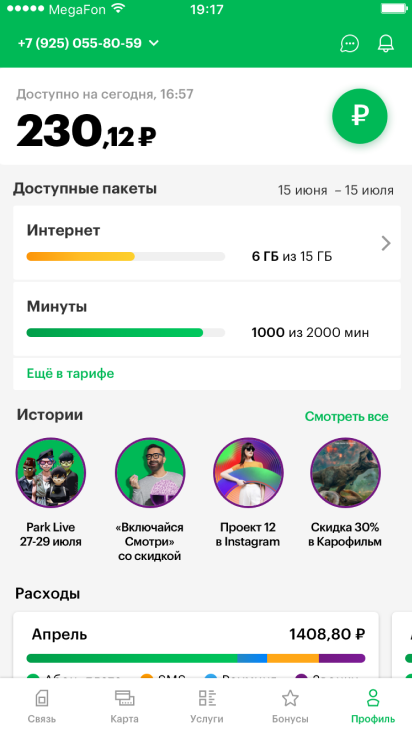 MegaFon 19:17
+7 (925) 055-80-59
Доступно на сегодня, 16:57
230,12 ₽
₽
Доступные пакеты 15 июня – 15 июля
Интернет
6 ГБ из 15 ГБ
Минуты
1000 из 2000 мин
Ещё в тарифе
Истории Смотреть все
Park Live
27-29 июля
«Включайся
Смотри»
со скидкой
Проект 12
в Instagram
Скидка 30%
в Карофильм
Расходы
Апрель 1408,80 ₽
Абон. плата SMS
Связь Карта Услуги Бонусы Профиль